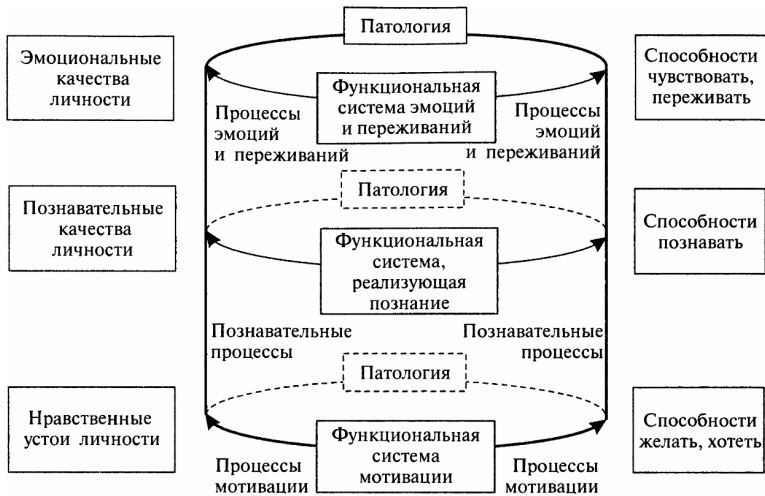 Патология
Эмоциональные
качества
личности
Функциональная
система эмоций
и переживаний
Способности
чувствовать,
переживать
Процессы
эмоций
и переживаний
Процессы
эмоций
и переживаний
Патология
Познавательные
качества
личности
Функциональная
система,
реализующая
познание
Способности
познавать
Познавательные
процессы
Познавательные
процессы
Патология
Нравственные
устои личности
Функциональная
система
мотивации
Способности
желать, хотеть
Процессы
мотивации
Процессы
мотивации